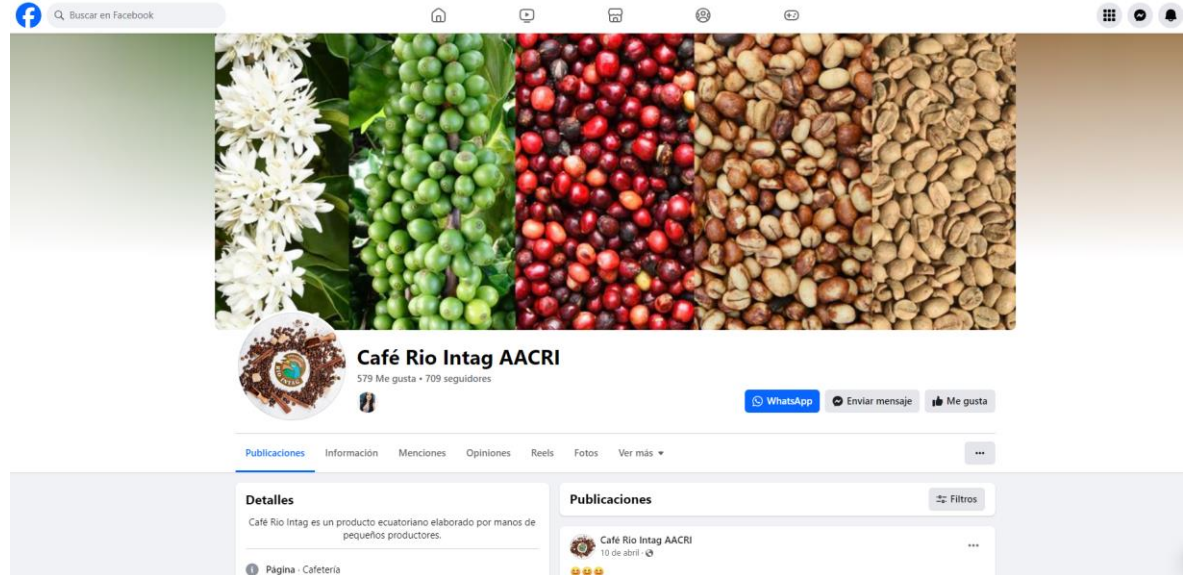 Buscar en Facebook
RIO INTAG
Café Rio Intag AACRI
579 Me gusta • 709 seguidores
WhatsApp
Enviar mensaje
Me gusta
Publicaciones
Información
Menciones
Opiniones
Reels
Fotos
Ver más
Detalles
Café Rio Intag es un producto ecuatoriano elaborado por manos de
pequeños productores.
Página · Cafetería
Publicaciones
Filtros
Café Rio Intag AACRI
10 de abril ·